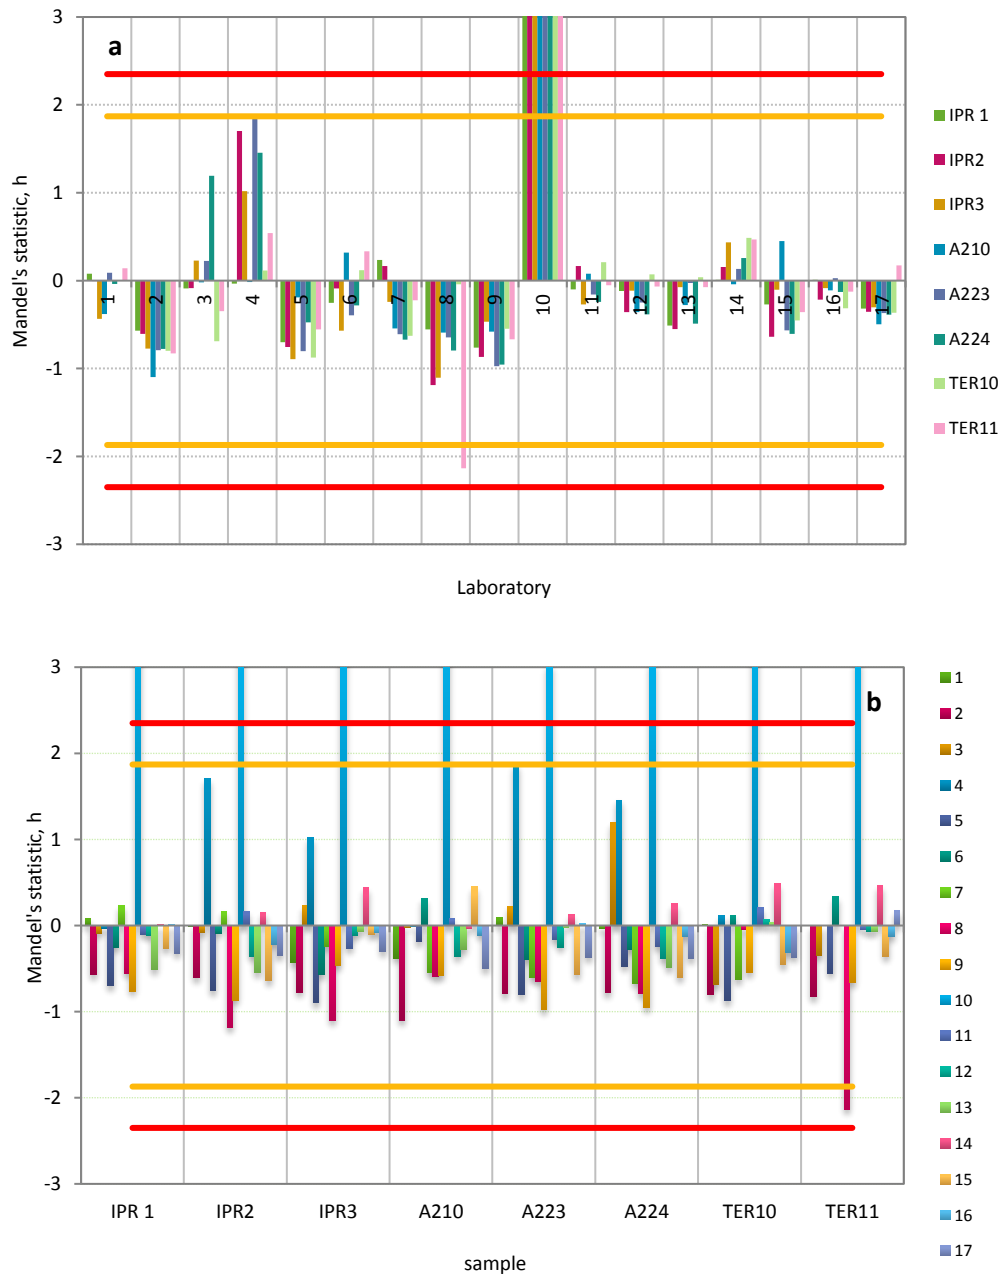 a
Mandel's statistic, h
3
2
1
0
-1
-2
-3
1 2 3 4 5 6 7 8 9 10 11 12 13 14 15 16 17
Laboratory
IPR 1
IPR2
IPR3
A210
A223
A224
TER10
TER11
b
Mandel's statistic, h
3
2
1
0
-1
-2
-3
IPR 1 IPR2 IPR3 A210 A223 A224 TER10 TER11
sample
1
2
3
4
5
6
7
8
9
10
11
12
13
14
15
16
17